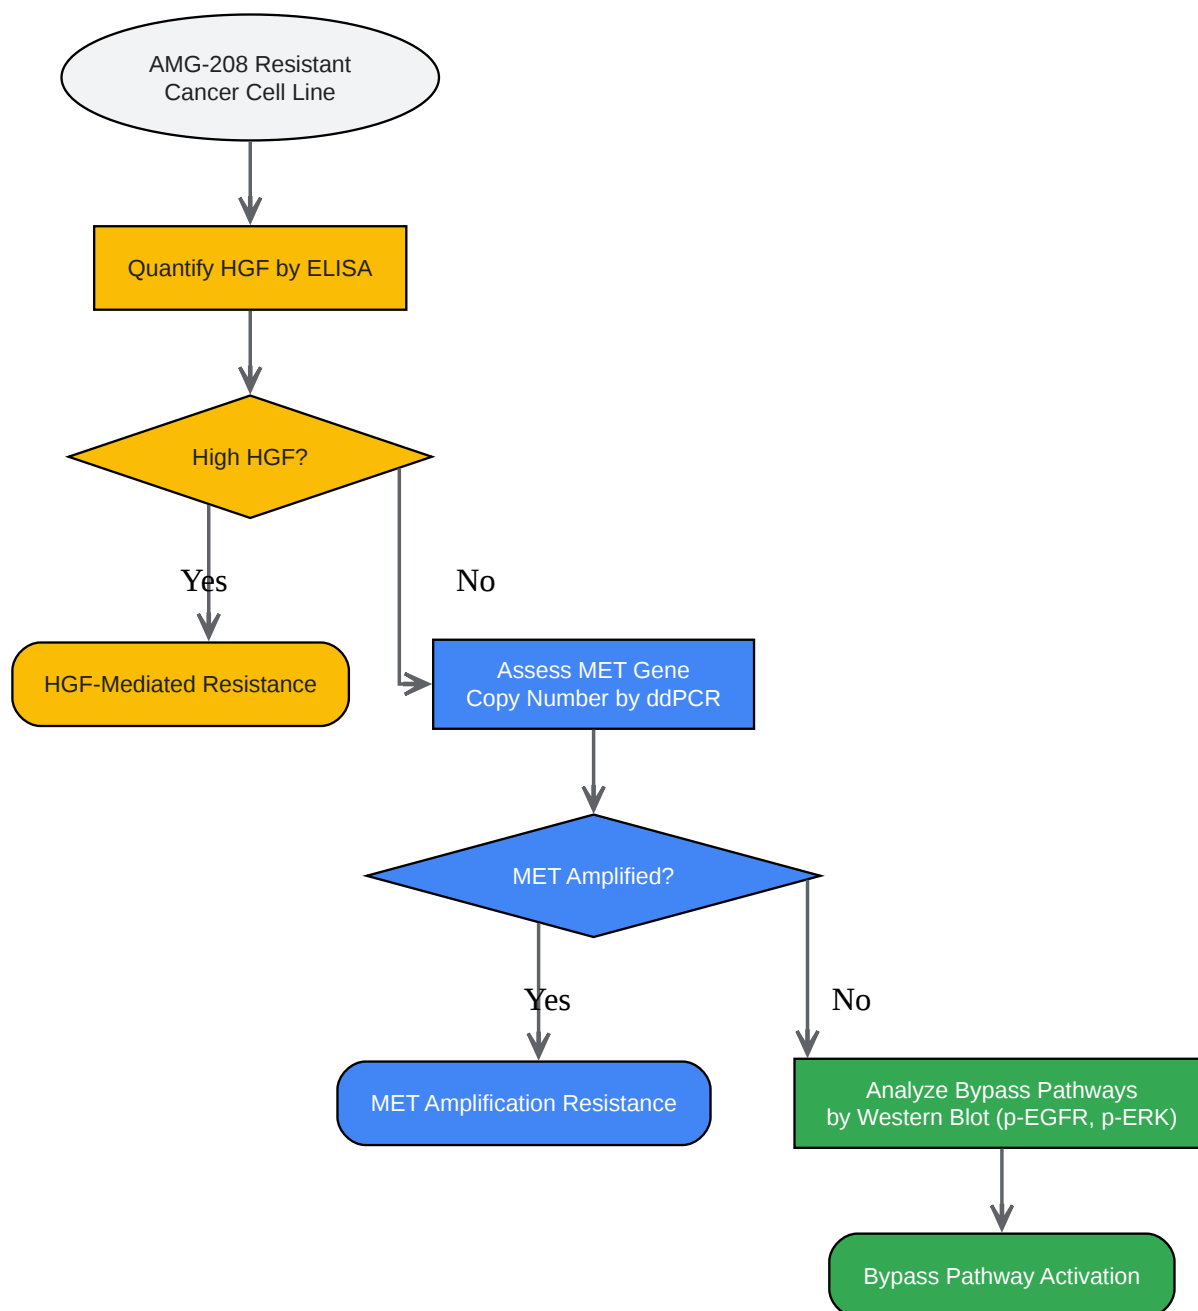 AMG-208 Resistant
Cancer Cell Line
Quantify HGF by ELISA
High HGF?
Yes
No
HGF-Mediated Resistance
Assess MET Gene
Copy Number by ddPCR
MET Amplified?
Yes
No
MET Amplification Resistance
Analyze Bypass Pathways
by Western Blot (p-EGFR, p-ERK)
Bypass Pathway Activation